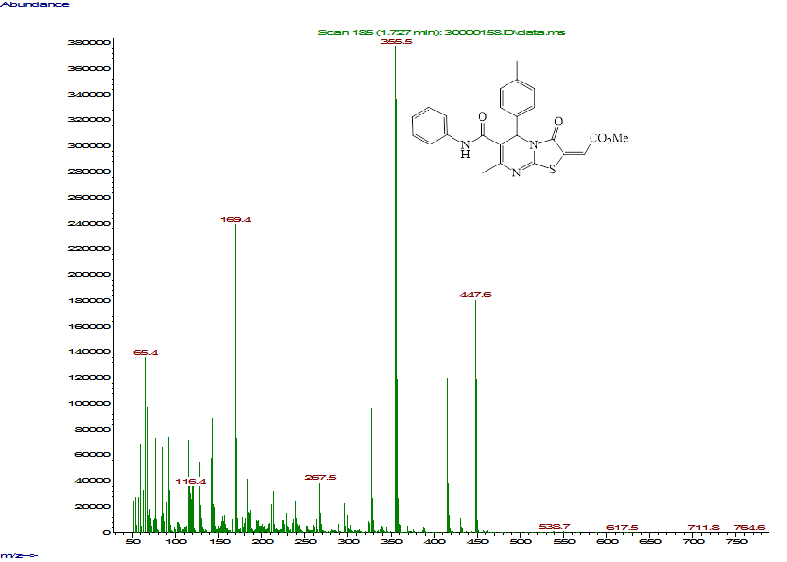 Abundance
Scan 185 (1.727 min): 30000158.D\data.ms
355.5
380000
360000
340000
320000
300000
280000
260000
240000
220000
200000
180000
160000
140000
120000
100000
80000
60000
40000
20000
0
169.4
447.6
65.4
116.4
267.5
538.7
617.5
711.8
764.6
O
N
H
N
N
O
S
CO2Me
50 100 150 200 250 300 350 400 450 500 550 600 650 700 750
m/z-->